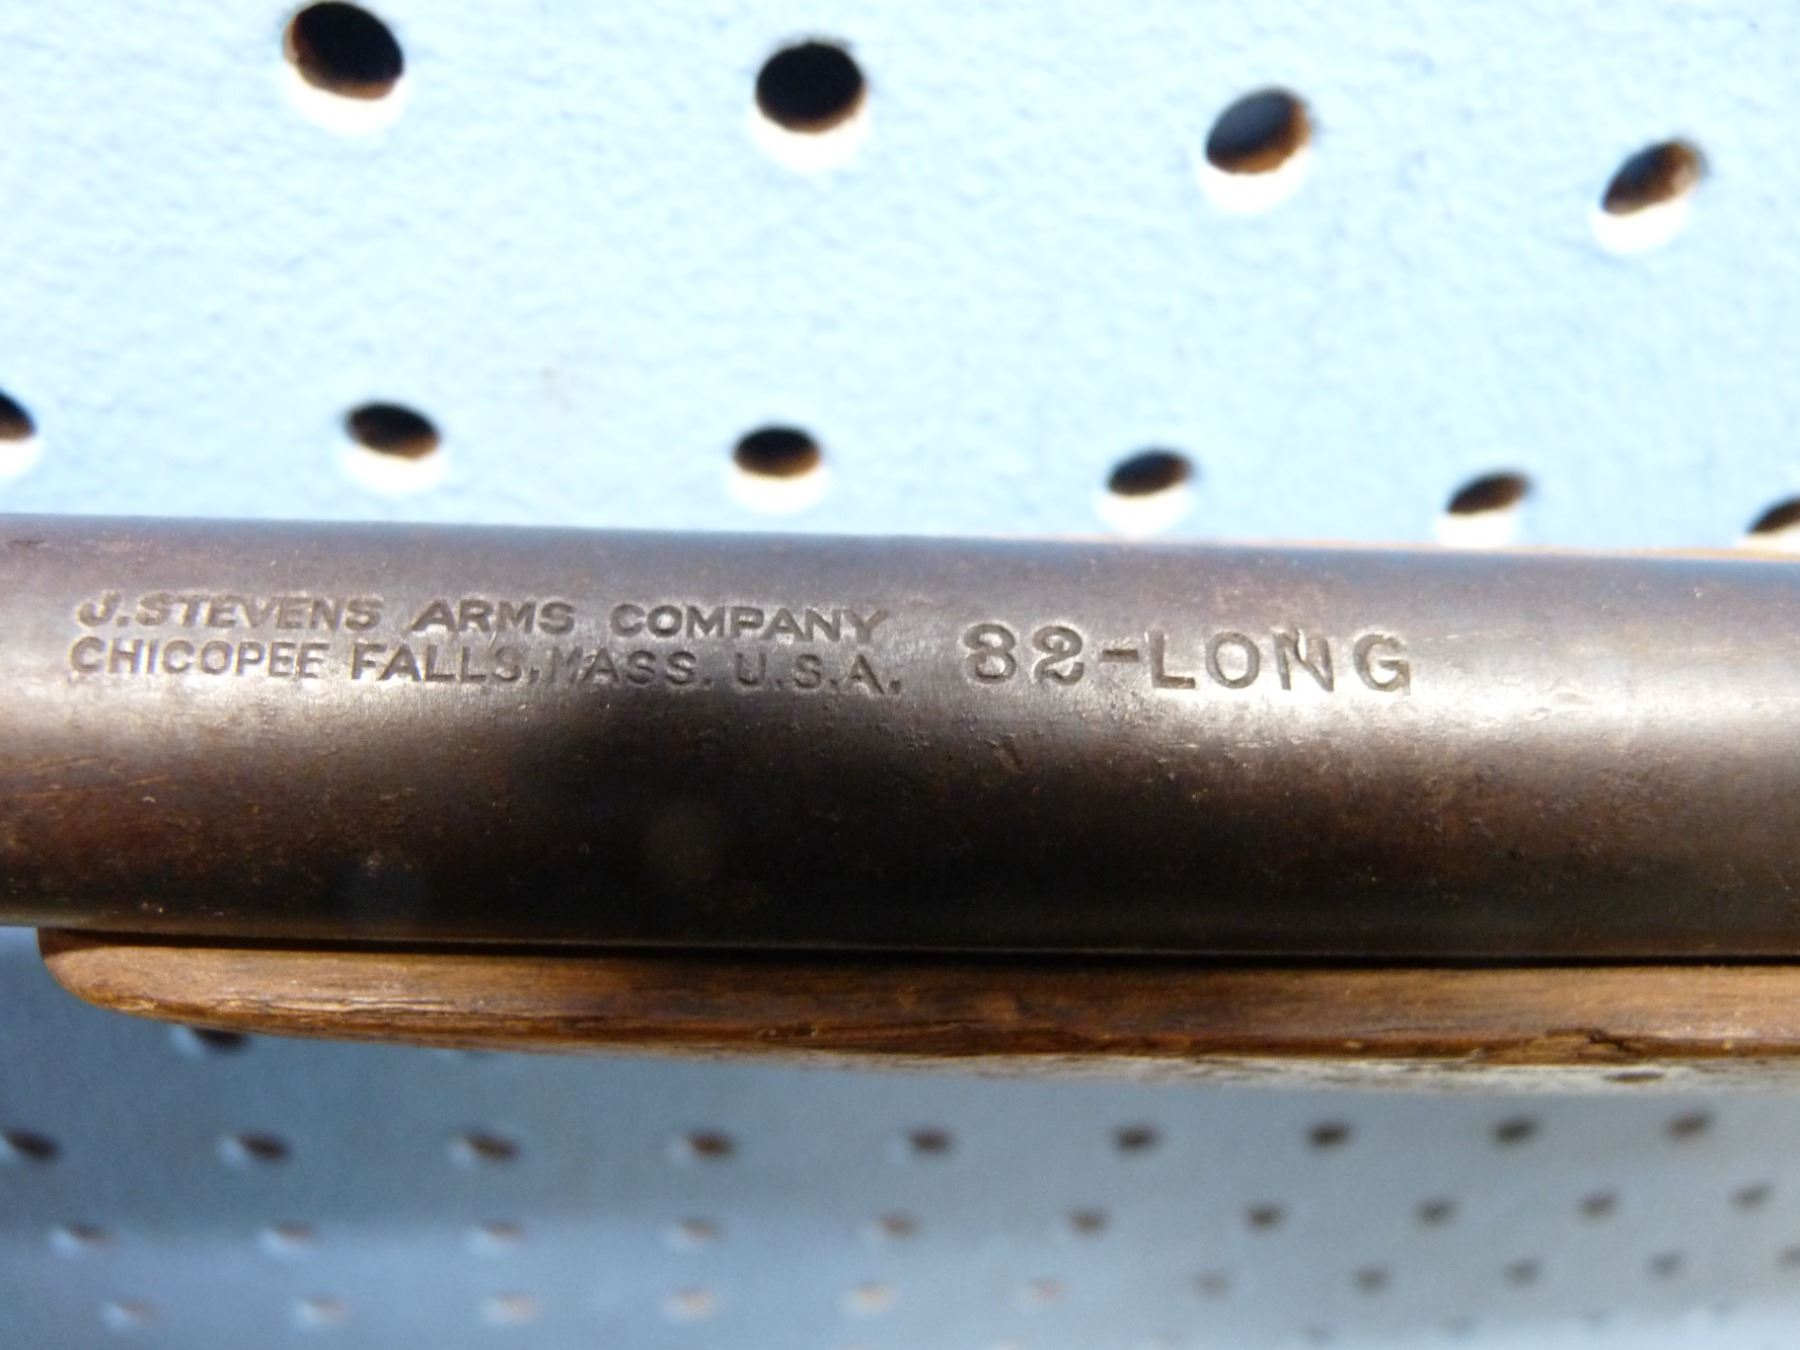 J. STEVENS ARMS COMPANY
CHICOPEE FALLS, MASS. U.S.A.
32-LONG